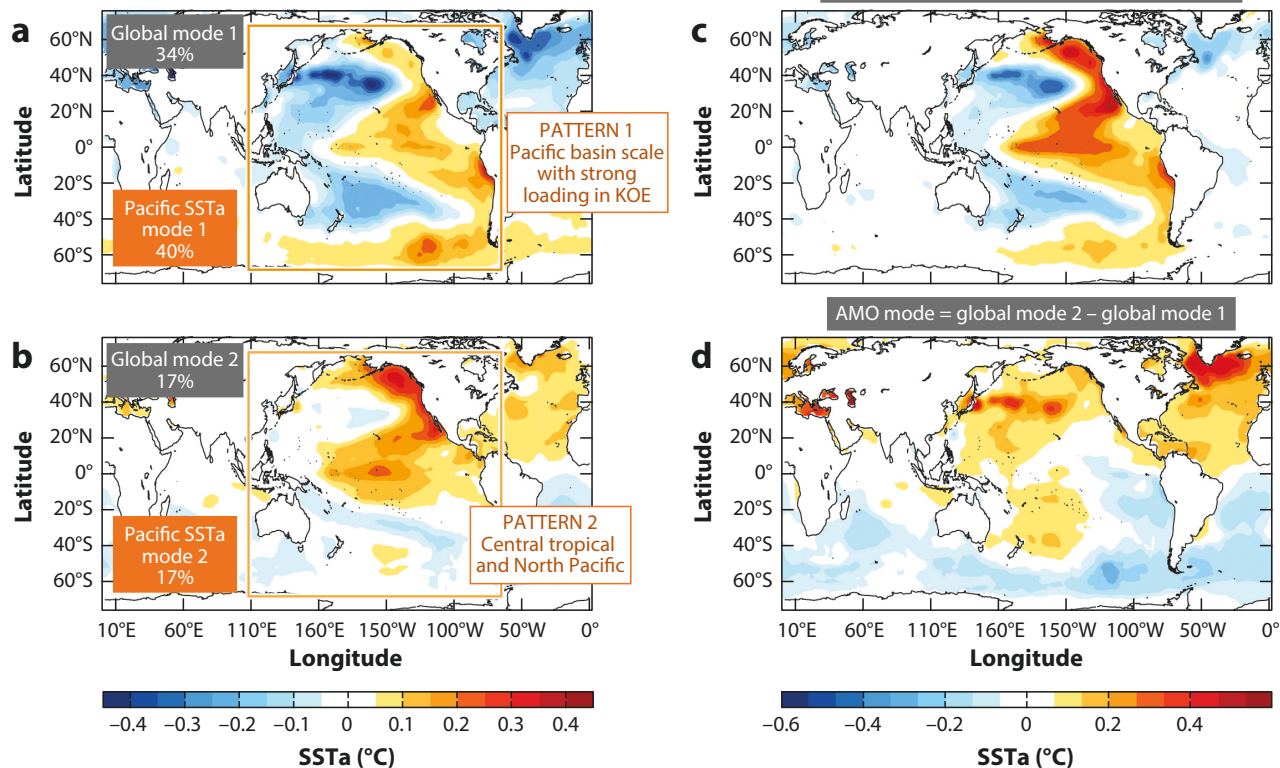 a
Global mode 1
34%
Pacific SSTa
mode 1
40%
PATTERN 1
Pacific basin scale
with strong
loading in KOE
Latitude
60°N
40°N
20°N
0°
20°S
40°S
60°S
c
Latitude
60°N
40°N
20°N
0°
20°S
40°S
60°S
b
Global mode 2
17%
Pacific SSTa
mode 2
17%
PATTERN 2
Central tropical
and North Pacific
Latitude
60°N
40°N
20°N
0°
20°S
40°S
60°S
10°E 60°E 110°E 160°E 150°W 100°W 50°W 0°
Longitude
AMO mode = global mode 2 – global mode 1
d
Latitude
60°N
40°N
20°N
0°
20°S
40°S
60°S
10°E 60°E 110°E 160°E 150°W 100°W 50°W 0°
Longitude
–0.4 –0.3 –0.2 –0.1 0 0.1 0.2 0.3 0.4
SSTa (°C)
–0.6 –0.4 –0.2 0 0.2 0.4
SSTa (°C)